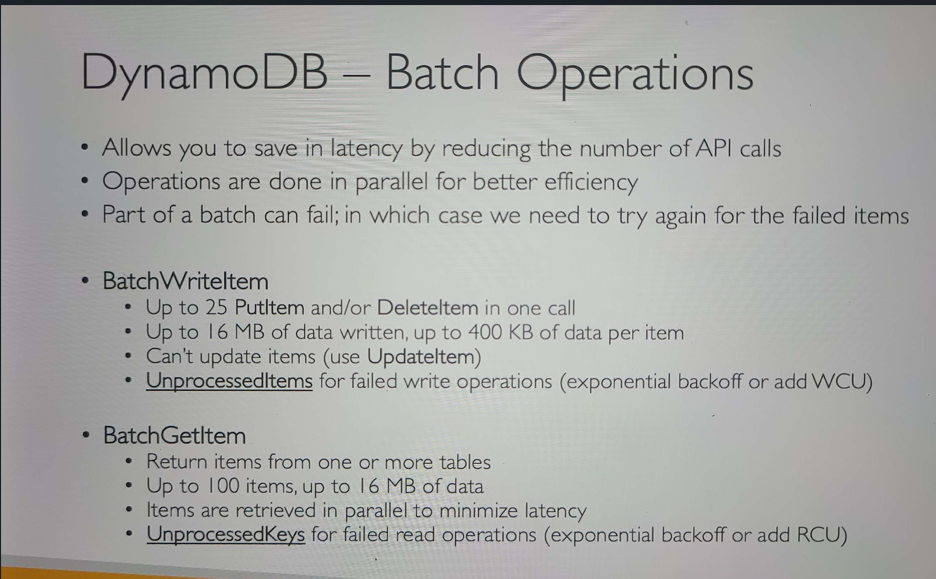 DynamoDB – Batch Operations
• Allows you to save in latency by reducing the number of API calls
• Operations are done in parallel for better efficiency
• Part of a batch can fail; in which case we need to try again for the failed items
• BatchWriteItem
• Up to 25 PutItem and/or DeleteItem in one call
• Up to 16 MB of data written, up to 400 KB of data per item
• Can't update items (use UpdateItem)
• UnprocessedItems for failed write operations (exponential backoff or add WCU)
• BatchGetItem
• Return items from one or more tables
• Up to 100 items, up to 16 MB of data
• Items are retrieved in parallel to minimize latency
• UnprocessedKeys for failed read operations (exponential backoff or add RCU)